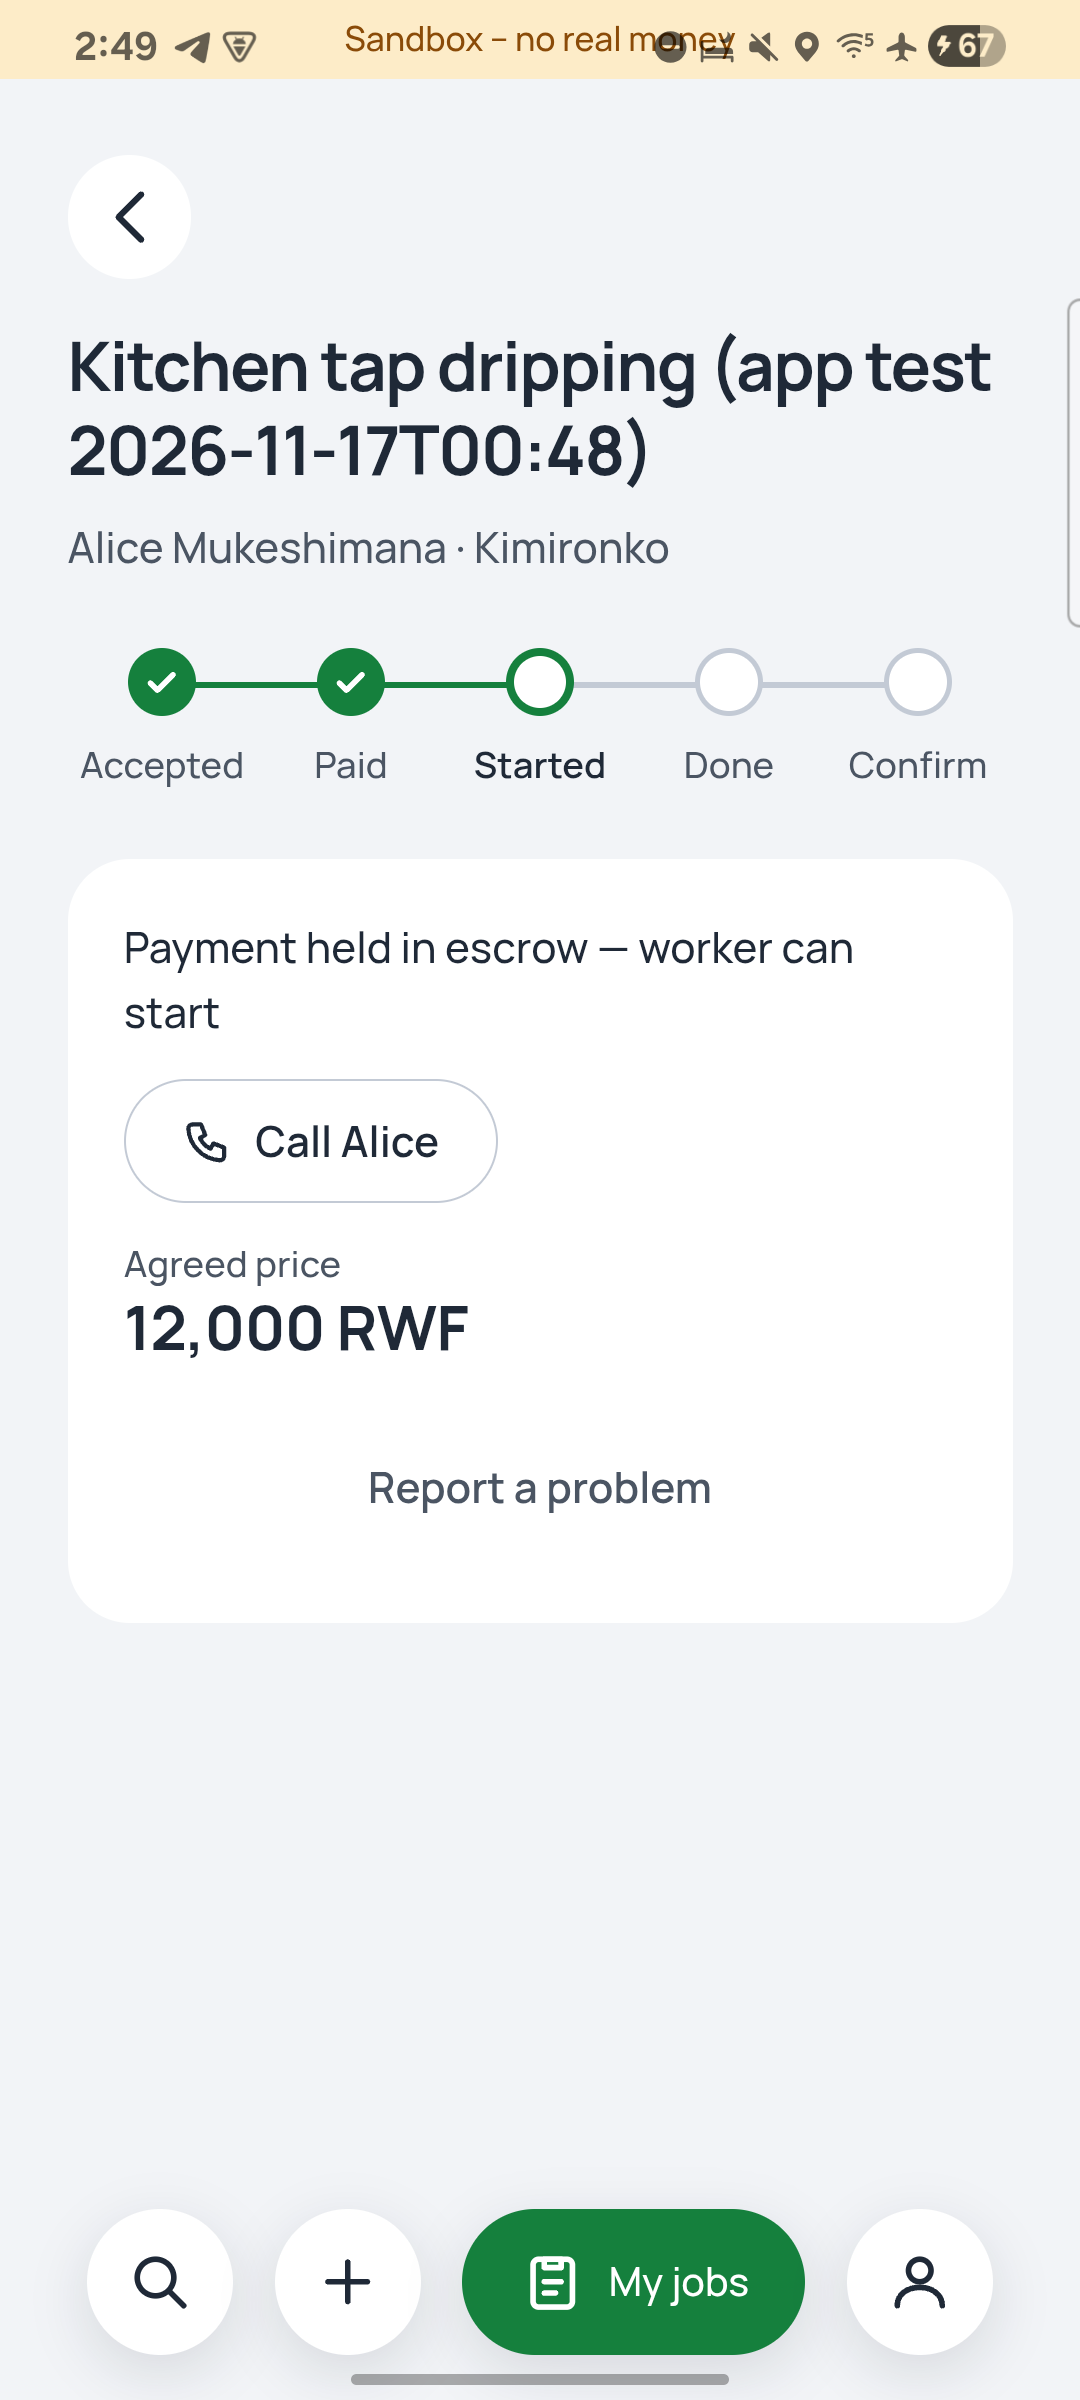 2:49
Sandbox – no real money
5
67
Kitchen tap dripping (app test
2026-11-17T00:48)
Alice Mukeshimana · Kimironko
Accepted Paid Started Done Confirm
Payment held in escrow — worker can
start
Call Alice
Agreed price
12,000 RWF
Report a problem
My jobs